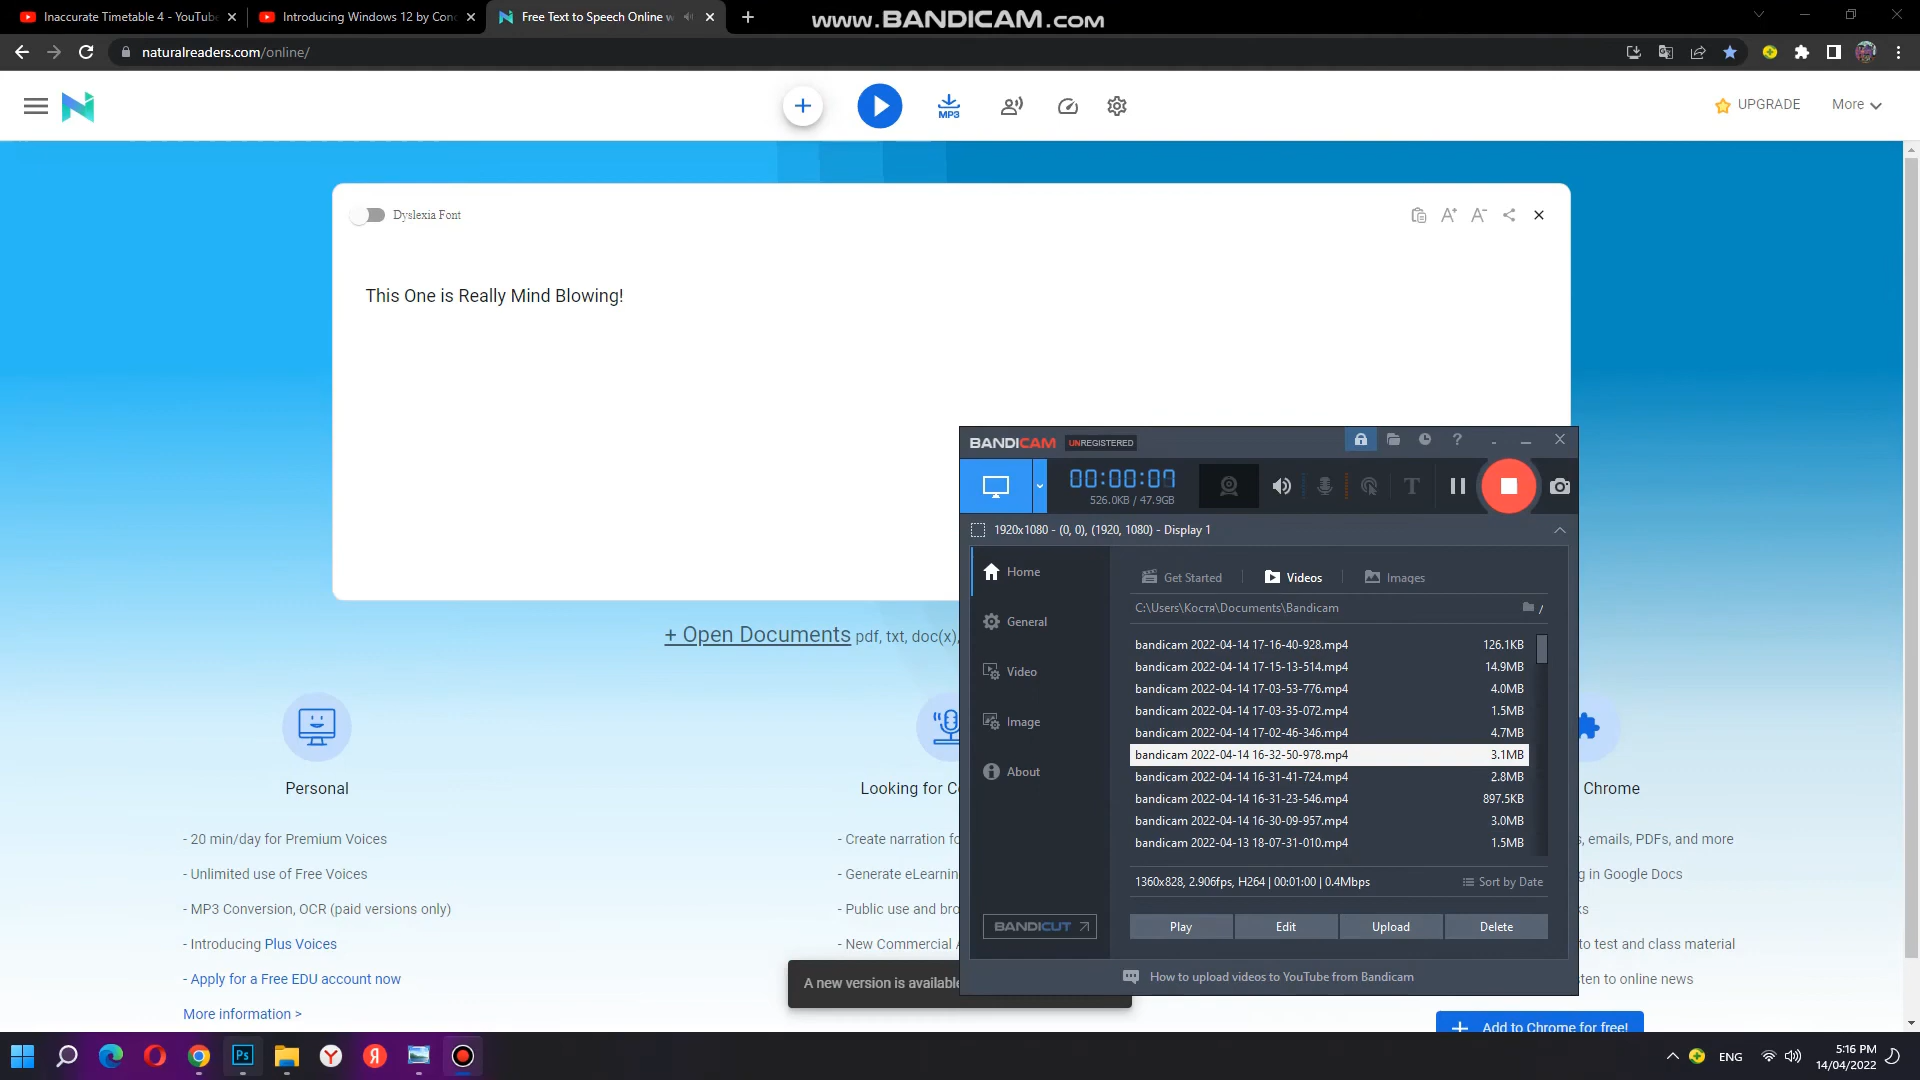 Inaccurate Timetable 4 - YouTube
Introducing Windows 12 by Conc
Free Text to Speech Online w
www.BANDICAM.com
naturalreaders.com/online/
MP3
UPGRADE
More
Dyslexia Font
This One is Really Mind Blowing!
+ Open Documents pdf, txt, doc(x),
Personal
- 20 min/day for Premium Voices
- Unlimited use of Free Voices
- MP3 Conversion, OCR (paid versions only)
- Introducing Plus Voices
- Apply for a Free EDU account now
More information >
Looking for Co
- Create narration fo
- Generate eLearnin
- Public use and bro
- New Commercial A
Chrome
s, emails, PDFs, and more
g in Google Docs
ks
to test and class material
sten to online news
Add to Chrome for free!
A new version is available
BANDICAM UNREGISTERED
00:00:07
526.0KB / 47.9GB
1920x1080 - (0, 0), (1920, 1080) - Display 1
Home
General
Video
Image
About
BANDICUT
Get Started
Videos
Images
C:\Users\Костя\Documents\Bandicam
bandicam 2022-04-14 17-16-40-928.mp4 126.1KB
bandicam 2022-04-14 17-15-13-514.mp4 14.9MB
bandicam 2022-04-14 17-03-53-776.mp4 4.0MB
bandicam 2022-04-14 17-03-35-072.mp4 1.5MB
bandicam 2022-04-14 17-02-46-346.mp4 4.7MB
bandicam 2022-04-14 16-32-50-978.mp4 3.1MB
bandicam 2022-04-14 16-31-41-724.mp4 2.8MB
bandicam 2022-04-14 16-31-23-546.mp4 897.5KB
bandicam 2022-04-14 16-30-09-957.mp4 3.0MB
bandicam 2022-04-13 18-07-31-010.mp4 1.5MB
1360x828, 2.906fps, H264 | 00:01:00 | 0.4Mbps
Sort by Date
Play
Edit
Upload
Delete
How to upload videos to YouTube from Bandicam
Ps
Я
ENG
5:16 PM
14/04/2022